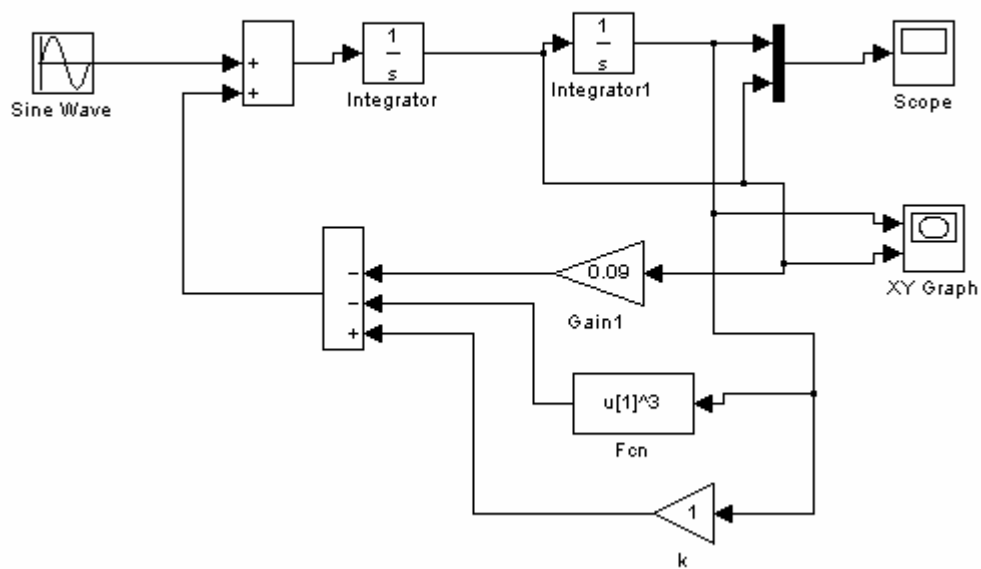 +
+
Sine Wave
1
s
Integrator
1
s
Integrator1
Scope
XY Graph
−
−
+
0.09
Gain1
u[1]^3
Fcn
1
k